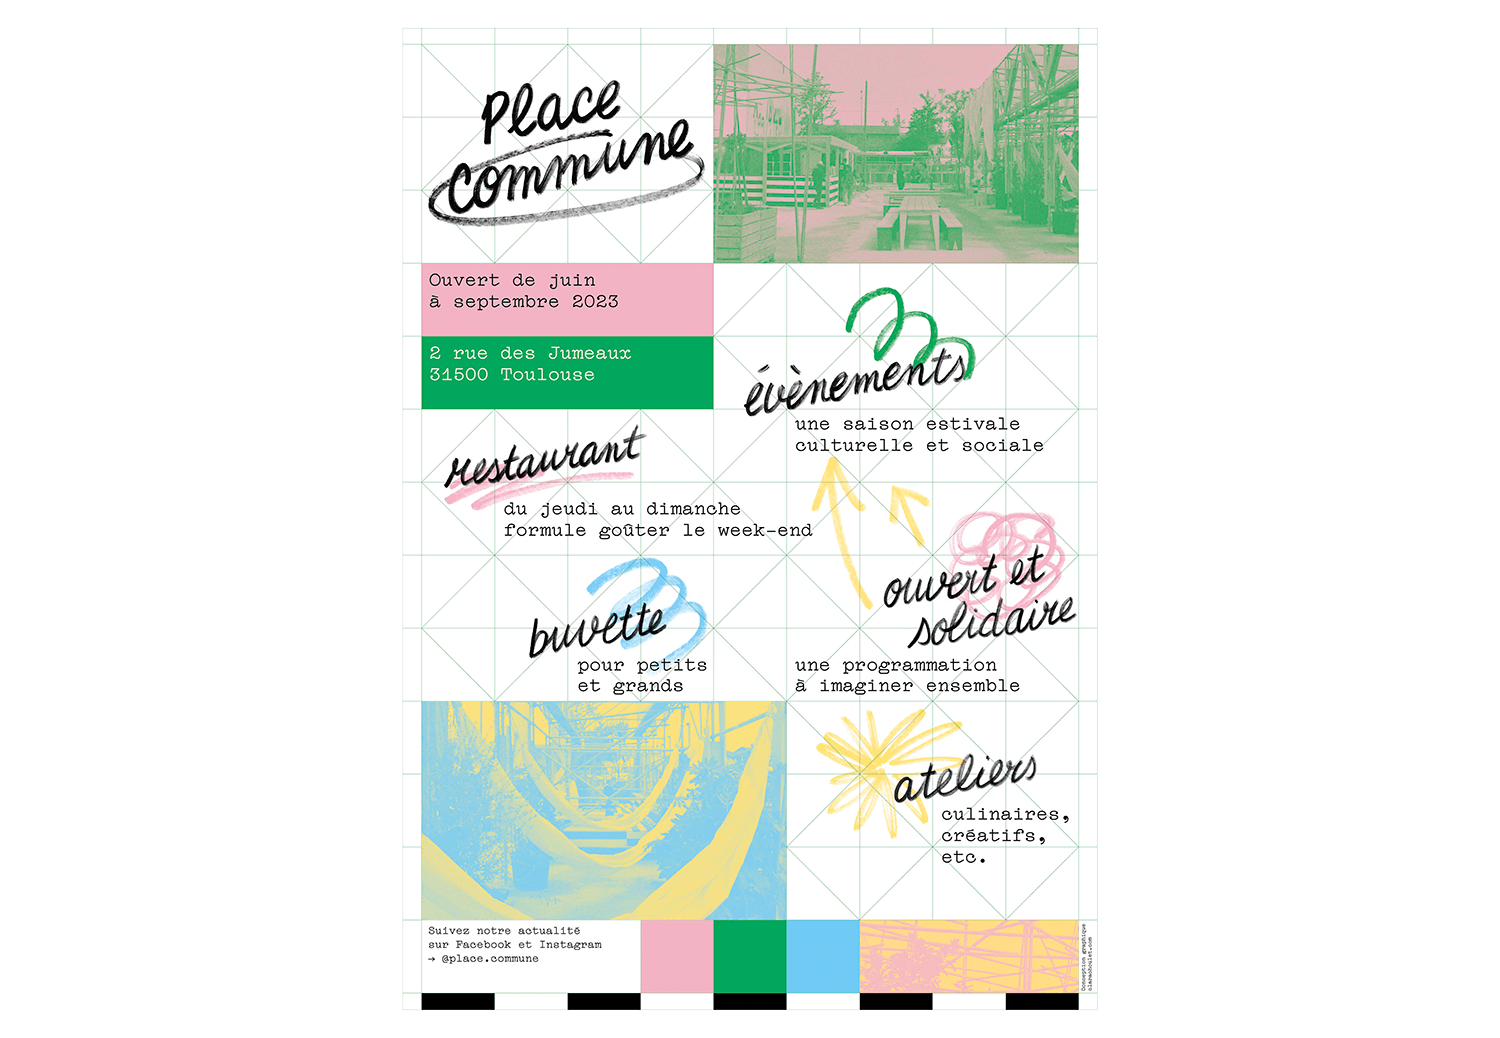 Place
commune
Ouvert de juin
à septembre 2023
2 rue des Jumeaux
31500 Toulouse
évènements
une saison estivale
culturelle et sociale
restaurant
du jeudi au dimanche
formule goûter le week-end
ouvert et
solidaire
une programmation
à imaginer ensemble
buvette
pour petits
et grands
ateliers
culinaires,
créatifs,
etc.
Suivez notre actualité
sur Facebook et Instagram
→ @place.commune
graphique